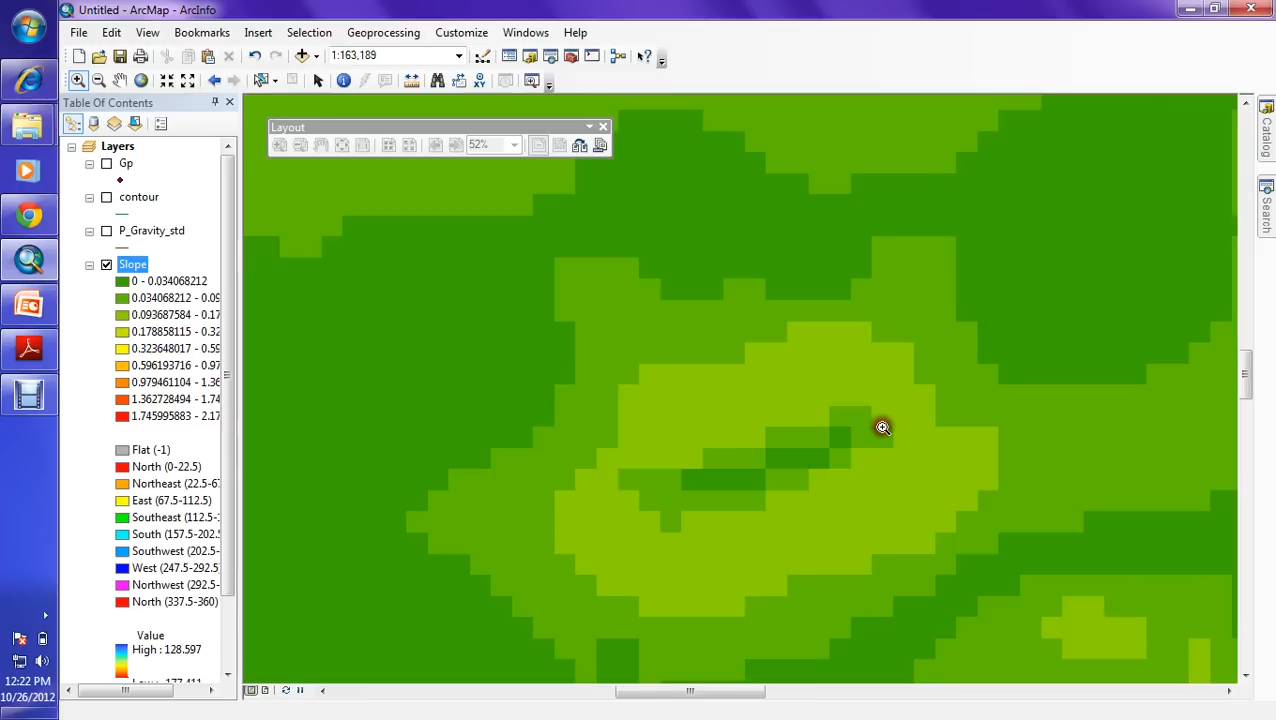 Untitled - ArcMap - ArcInfo
File Edit View Bookmarks Insert Selection Geoprocessing Customize Windows Help
1:163,189
Table Of Contents
Layout
52%
Layers
Gp
contour
P_Gravity_std
Slope
0 - 0.034068212
0.034068212 - 0.09
0.093687584 - 0.17
0.178858115 - 0.32
0.323648017 - 0.59
0.596193716 - 0.97
0.979461104 - 1.36
1.362728494 - 1.74
1.745995883 - 2.17
Flat (-1)
North (0-22.5)
Northeast (22.5-67
East (67.5-112.5)
Southeast (112.5-
South (157.5-202.
Southwest (202.5-
West (247.5-292.5
Northwest (292.5-
North (337.5-360)
Value
High : 128.597
Catalog
Search
12:22 PM
10/26/2012